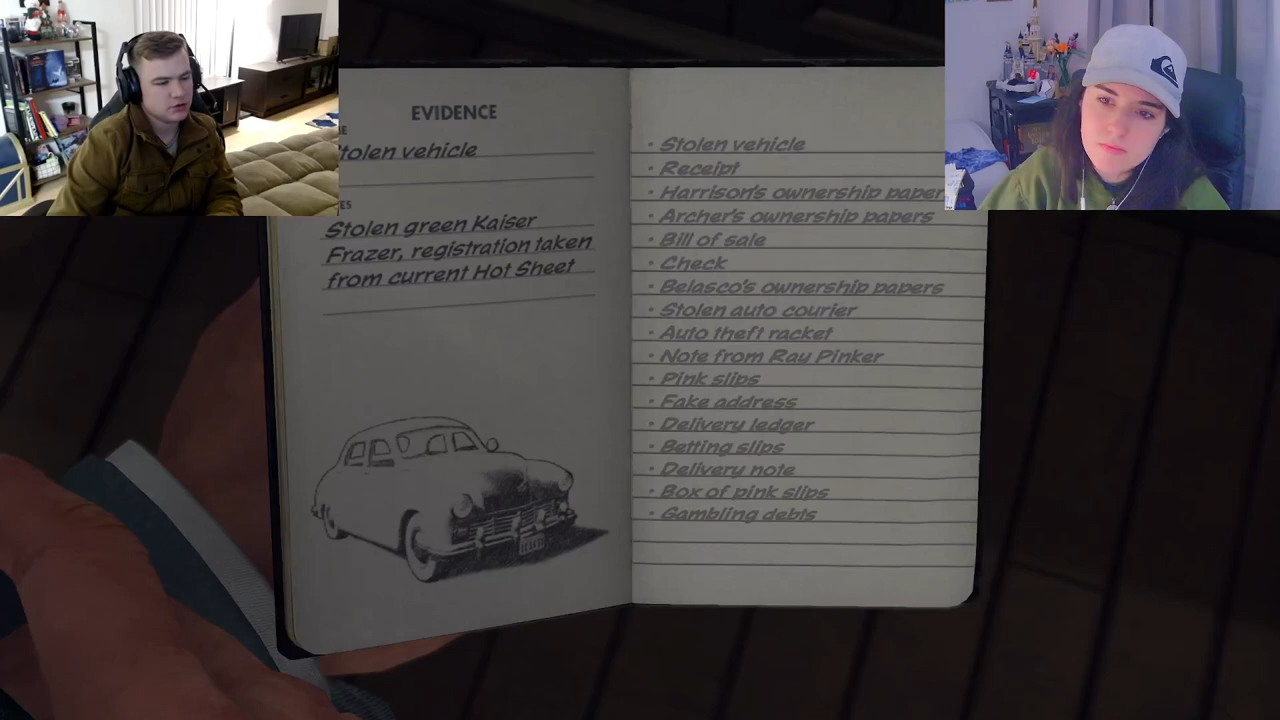 EVIDENCE
tolen vehicle
ES
Stolen green Kaiser
Frazer, registration taken
from current Hot Sheet
• Stolen vehicle
• Receipt
• Harrison's ownership paper
• Archer's ownership papers
• Bill of sale
• Check
• Belasco's ownership papers
• Stolen auto courier
• Auto theft racket
• Note from Ray Pinker
• Pink slips
• Fake address
• Delivery ledger
• Betting slips
• Delivery note
• Box of pink slips
• Gambling debts